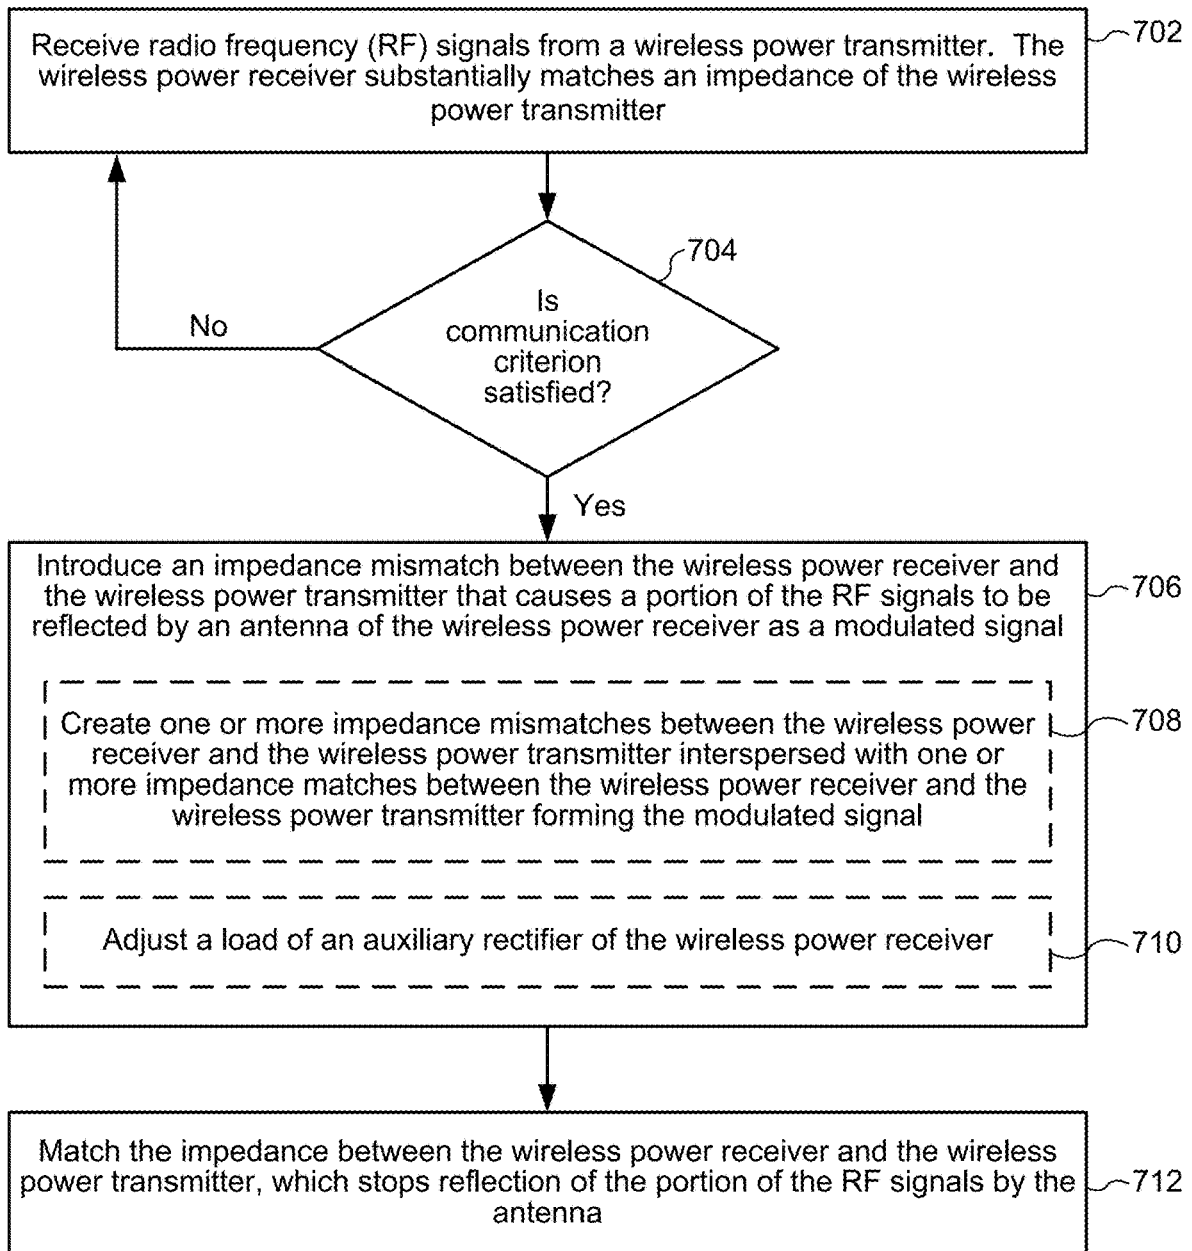 Receive radio frequency (RF) signals from a wireless power transmitter.  The
wireless power receiver substantially matches an impedance of the wireless
power transmitter
702
704
Is
communication
criterion
satisfied?
No
Yes
Introduce an impedance mismatch between the wireless power receiver and
the wireless power transmitter that causes a portion of the RF signals to be
reflected by an antenna of the wireless power receiver as a modulated signal
706
Create one or more impedance mismatches between the wireless power
receiver and the wireless power transmitter interspersed with one or
more impedance matches between the wireless power receiver and the
wireless power transmitter forming the modulated signal
708
Adjust a load of an auxiliary rectifier of the wireless power receiver
710
Match the impedance between the wireless power receiver and the wireless
power transmitter, which stops reflection of the portion of the RF signals by the
antenna
712